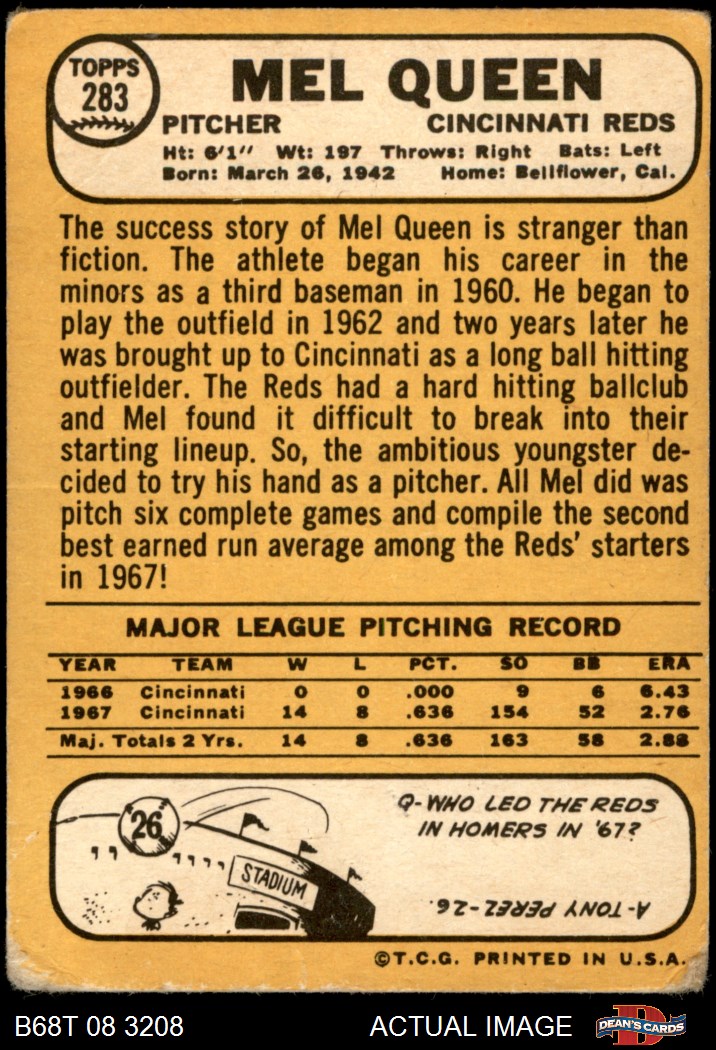 TOPPS
283
MEL QUEEN
PITCHER CINCINNATI REDS
Ht: 6'1" Wt: 197 Throws: Right Bats: Left
Born: March 26, 1942 Home: Bellflower, Cal.
The success story of Mel Queen is stranger than
fiction. The athlete began his career in the
minors as a third baseman in 1960. He began to
play the outfield in 1962 and two years later he
was brought up to Cincinnati as a long ball hitting
outfielder. The Reds had a hard hitting ballclub
and Mel found it difficult to break into their
starting lineup. So, the ambitious youngster de-
cided to try his hand as a pitcher. All Mel did was
pitch six complete games and compile the second
best earned run average among the Reds' starters
in 1967!
MAJOR LEAGUE PITCHING RECORD
YEAR TEAM W L PCT. SO BB ERA
1966 Cincinnati 0 0 .000 9 6 6.43
1967 Cincinnati 14 8 .636 154 52 2.76
Maj. Totals 2 Yrs. 14 8 .636 163 58 2.88
26
STADIUM
Q-WHO LED THE REDS
IN HOMERS IN '67?
A-TONY PEREZ-26.
©T.C.G. PRINTED IN U.S.A.
B68T 08 3208 ACTUAL IMAGE
D
DEAN'S CARDS